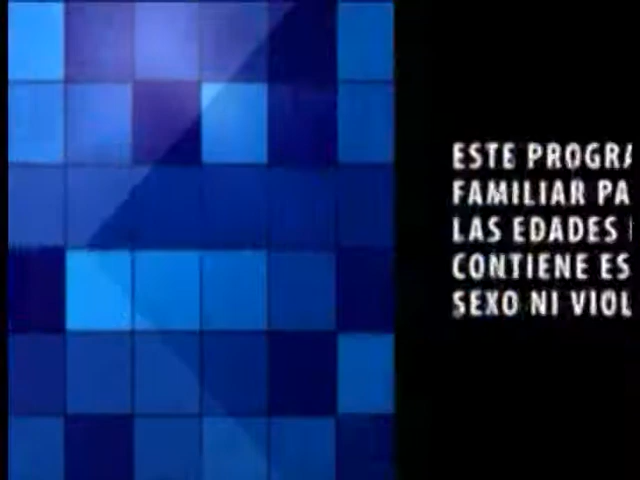 ESTE PROGRA
FAMILIAR PA
LAS EDADES
CONTIENE ES
SEXO NI VIOL